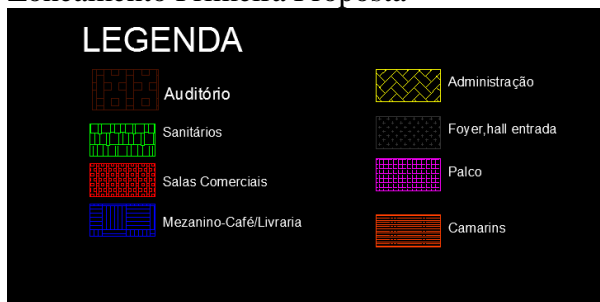 Zoneamento Primeira Proposta
LEGENDA
Auditório
Sanitários
Salas Comerciais
Mezanino-Café/Livraria
Administração
Foyer,hall entrada
Palco
Camarins